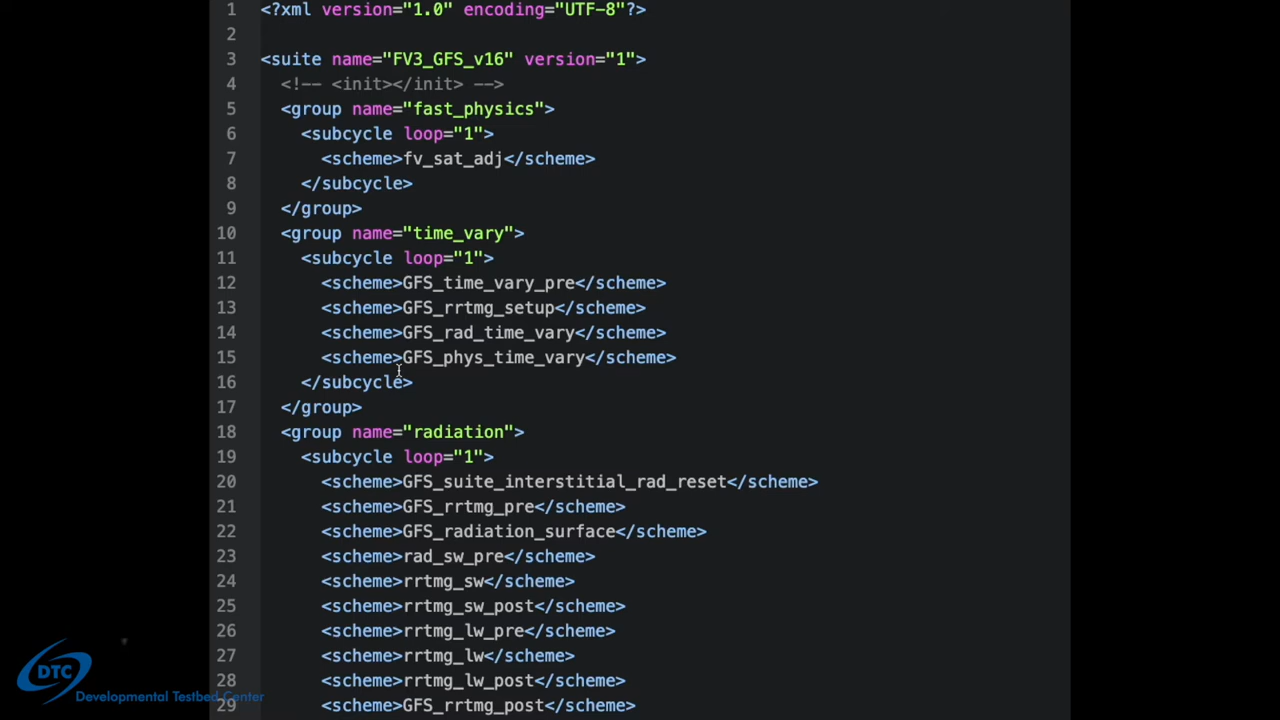 1 <?xml version="1.0" encoding="UTF-8"?>
2
3 <suite name="FV3_GFS_v16" version="1">
4 <!-- <init></init> -->
5 <group name="fast_physics">
6 <subcycle loop="1">
7 <scheme>fv_sat_adj</scheme>
8 </subcycle>
9 </group>
10 <group name="time_vary">
11 <subcycle loop="1">
12 <scheme>GFS_time_vary_pre</scheme>
13 <scheme>GFS_rrtmg_setup</scheme>
14 <scheme>GFS_rad_time_vary</scheme>
15 <scheme>GFS_phys_time_vary</scheme>
16 </subcycle>
17 </group>
18 <group name="radiation">
19 <subcycle loop="1">
20 <scheme>GFS_suite_interstitial_rad_reset</scheme>
21 <scheme>GFS_rrtmg_pre</scheme>
22 <scheme>GFS_radiation_surface</scheme>
23 <scheme>rad_sw_pre</scheme>
24 <scheme>rrtmg_sw</scheme>
25 <scheme>rrtmg_sw_post</scheme>
26 <scheme>rrtmg_lw_pre</scheme>
27 <scheme>rrtmg_lw</scheme>
28 <scheme>rrtmg_lw_post</scheme>
29 <scheme>GFS_rrtmg_post</scheme>
DTC
Developmental Testbed Center